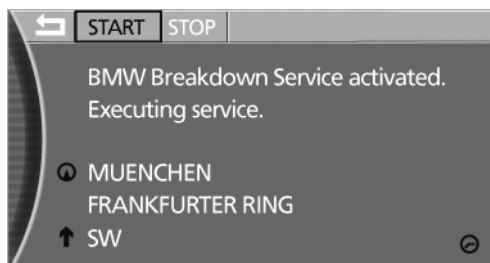 START STOP
BMW Breakdown Service activated.
Executing service.
MUENCHEN
FRANKFURTER RING
SW